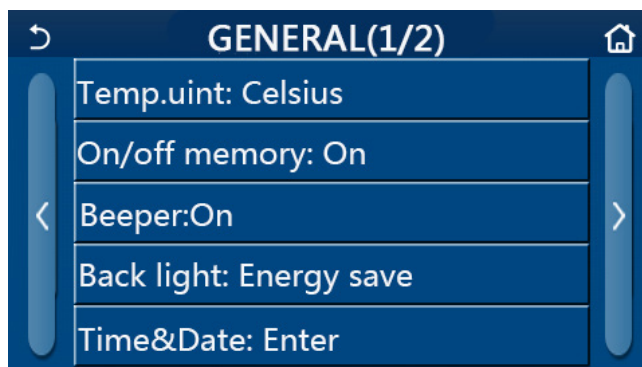 GENERAL(1/2)
Temp.uint: Celsius
On/off memory: On
Beeper:On
Back light: Energy save
Time&Date: Enter